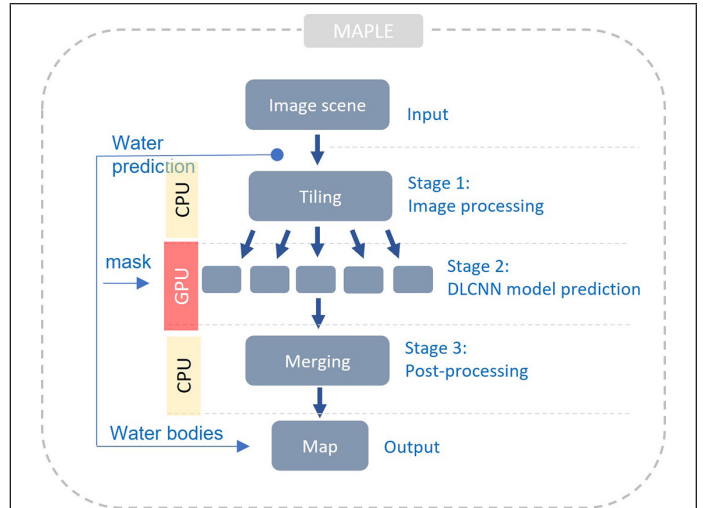 MAPLE
Image scene
Input
Water
prediction
CPU
Tiling
Stage 1:
Image processing
mask
GPU
Stage 2:
DLCNN model prediction
CPU
Merging
Stage 3:
Post-processing
Water bodies
Map
Output